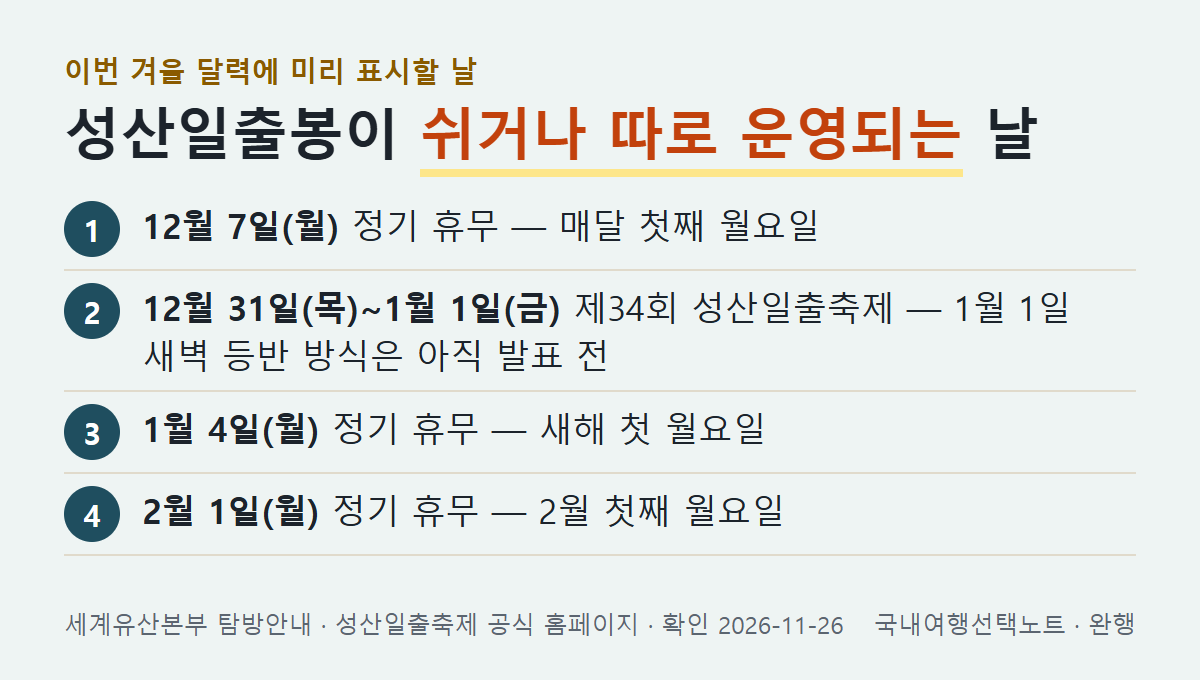 이번 겨울 달력에 미리 표시할 날
성산일출봉이 쉬거나 따로 운영되는 날
1 12월 7일(월) 정기 휴무 — 매달 첫째 월요일
2 12월 31일(목)~1월 1일(금) 제34회 성산일출축제 — 1월 1일
새벽 등반 방식은 아직 발표 전
3 1월 4일(월) 정기 휴무 — 새해 첫 월요일
4 2월 1일(월) 정기 휴무 — 2월 첫째 월요일
세계유산본부 탐방안내 · 성산일출축제 공식 홈페이지 · 확인 2026-11-26 국내여행선택노트 · 완행